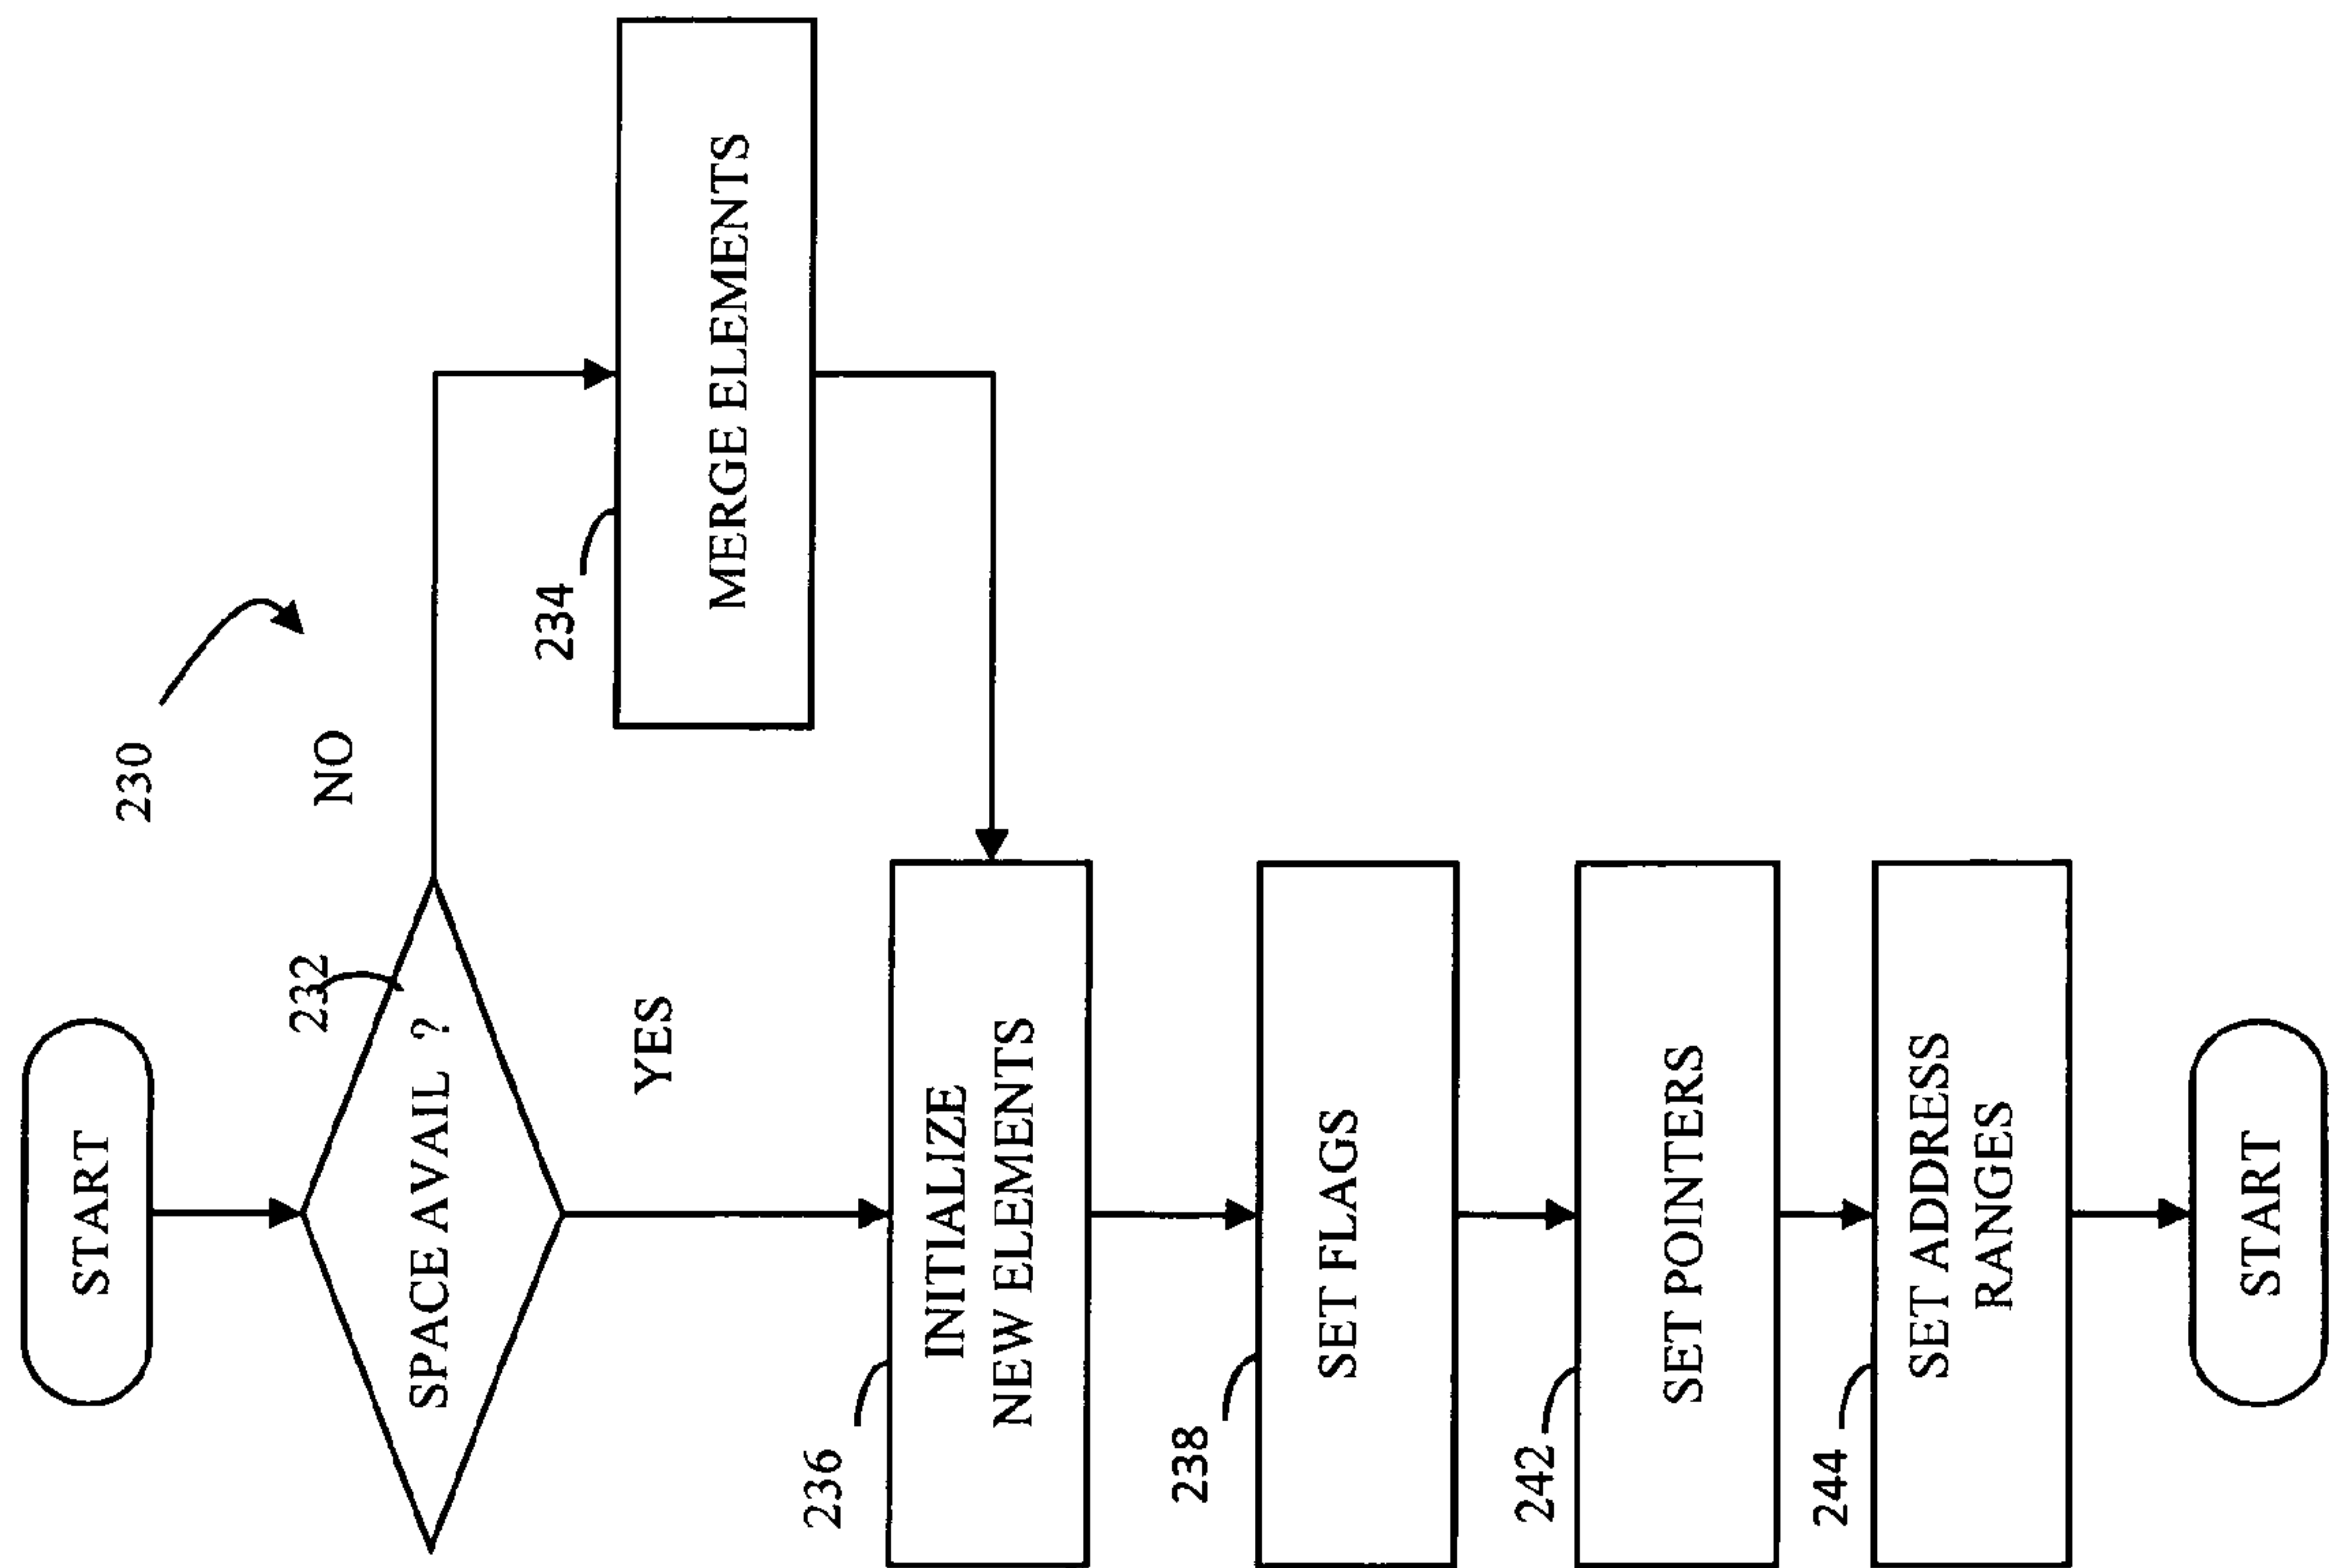 START
230
232
SPACE AVAIL ?
NO
YES
234
MERGE ELEMENTS
236
INITIALIZE
NEW ELEMENTS
238
SET FLAGS
242
SET POINTERS
244
SET ADDRESS
RANGES
START